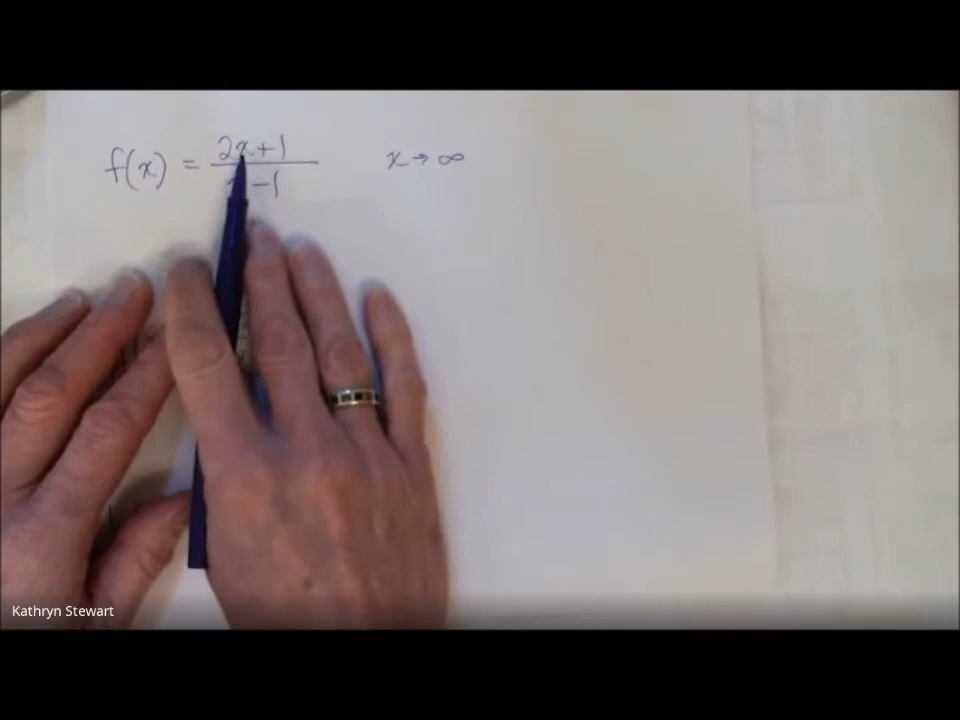 f(x) = 2x+1 / -1    x→∞
Kathryn Stewart